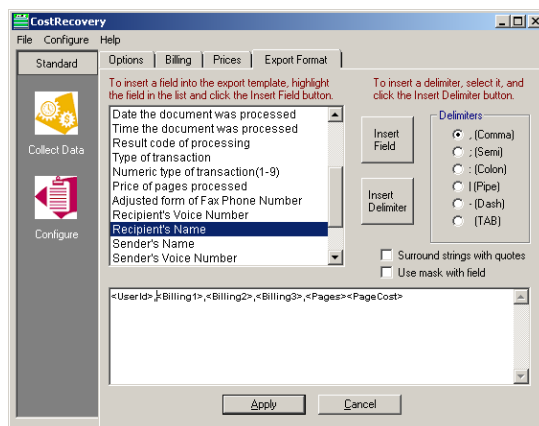 CostRecovery
File Configure Help
Standard
Collect Data
Configure
Options Billing Prices Export Format
To insert a field into the export template, highlight
the field in the list and click the Insert Field button.
To insert a delimiter, select it, and
click the Insert Delimiter button.
Date the document was processed
Time the document was processed
Result code of processing
Type of transaction
Numeric type of transaction(1-9)
Price of pages processed
Adjusted form of Fax Phone Number
Recipient's Voice Number
Recipient's Name
Sender's Name
Sender's Voice Number
Insert
Field
Insert
Delimiter
Delimiters
, (Comma)
; (Semi)
: (Colon)
| (Pipe)
- (Dash)
(TAB)
Surround strings with quotes
Use mask with field
<UserId>,<Billing1>,<Billing2>,<Billing3>,<Pages><PageCost>
Apply Cancel